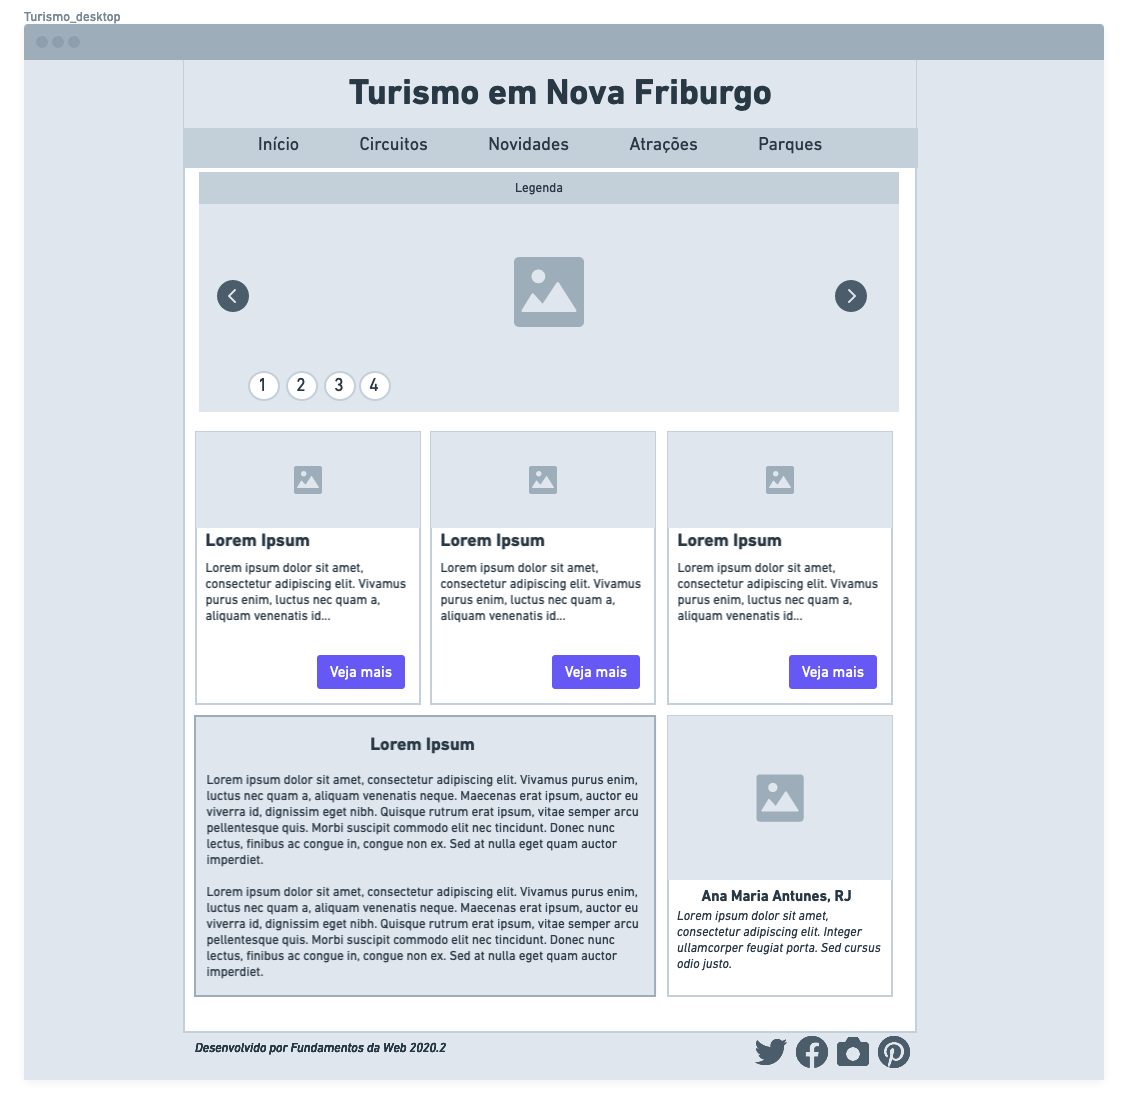 Turismo_desktop
Turismo em Nova Friburgo
Início Circuitos Novidades Atrações Parques
Legenda
1 2 3 4
Lorem Ipsum
Lorem ipsum dolor sit amet,
consectetur adipiscing elit. Vivamus
purus enim, luctus nec quam a,
aliquam venenatis id...
Veja mais
Lorem Ipsum
Lorem ipsum dolor sit amet,
consectetur adipiscing elit. Vivamus
purus enim, luctus nec quam a,
aliquam venenatis id...
Veja mais
Lorem Ipsum
Lorem ipsum dolor sit amet,
consectetur adipiscing elit. Vivamus
purus enim, luctus nec quam a,
aliquam venenatis id...
Veja mais
Lorem Ipsum
Lorem ipsum dolor sit amet, consectetur adipiscing elit. Vivamus purus enim,
luctus nec quam a, aliquam venenatis neque. Maecenas erat ipsum, auctor eu
viverra id, dignissim eget nibh. Quisque rutrum erat ipsum, vitae semper arcu
pellentesque quis. Morbi suscipit commodo elit nec tincidunt. Donec nunc
lectus, finibus ac congue in, congue non ex. Sed at nulla eget quam auctor
imperdiet.
Lorem ipsum dolor sit amet, consectetur adipiscing elit. Vivamus purus enim,
luctus nec quam a, aliquam venenatis neque. Maecenas erat ipsum, auctor eu
viverra id, dignissim eget nibh. Quisque rutrum erat ipsum, vitae semper arcu
pellentesque quis. Morbi suscipit commodo elit nec tincidunt. Donec nunc
lectus, finibus ac congue in, congue non ex. Sed at nulla eget quam auctor
imperdiet.
Ana Maria Antunes, RJ
Lorem ipsum dolor sit amet,
consectetur adipiscing elit. Integer
ullamcorper feugiat porta. Sed cursus
odio justo.
Desenvolvido por Fundamentos da Web 2020.2